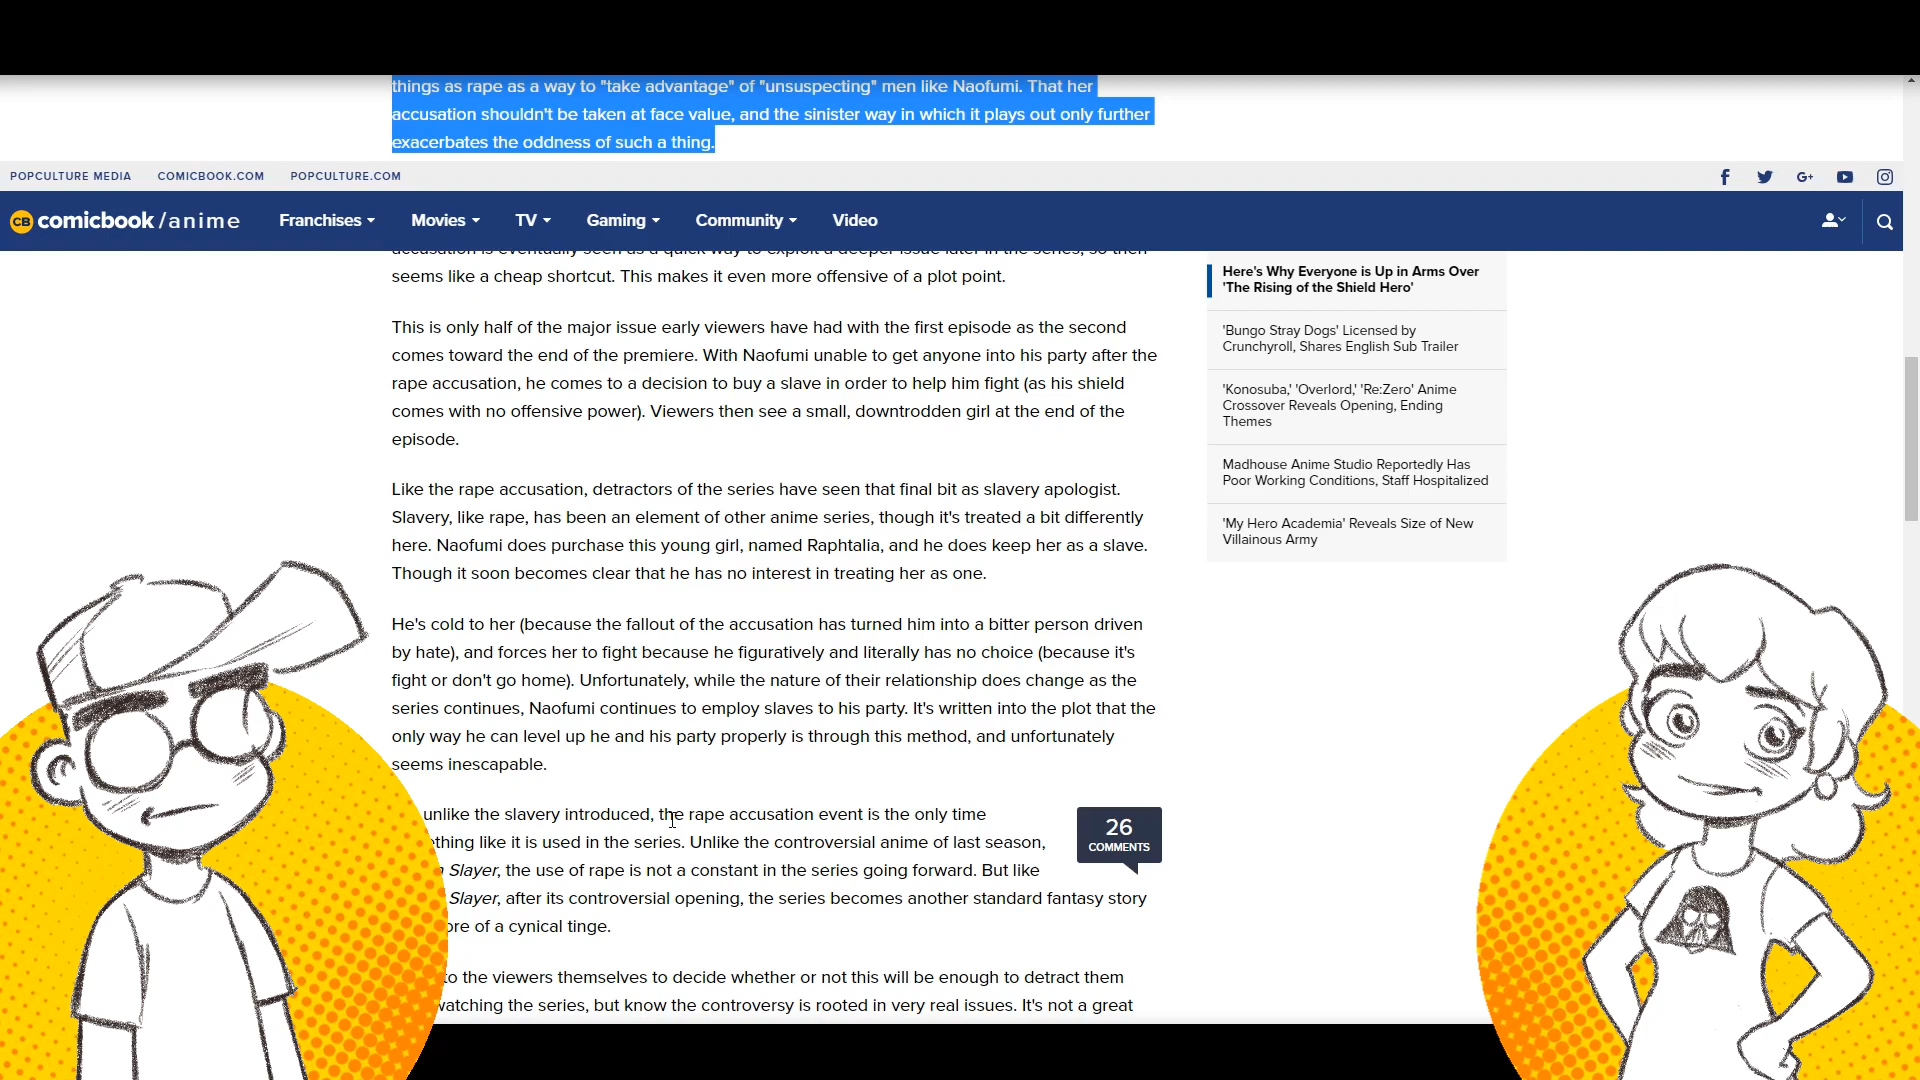 things as rape as a way to "take advantage" of "unsuspecting" men like Naofumi. That her
accusation shouldn't be taken at face value, and the sinister way in which it plays out only further
exacerbates the oddness of such a thing.
POPCULTURE MEDIA COMICBOOK.COM POPCULTURE.COM
CB comicbook/anime Franchises Movies TV Gaming Community Video
accusation is eventually seen as a quick way to exploit a deeper issue later in the series, so then
seems like a cheap shortcut. This makes it even more offensive of a plot point.
This is only half of the major issue early viewers have had with the first episode as the second
comes toward the end of the premiere. With Naofumi unable to get anyone into his party after the
rape accusation, he comes to a decision to buy a slave in order to help him fight (as his shield
comes with no offensive power). Viewers then see a small, downtrodden girl at the end of the
episode.
Like the rape accusation, detractors of the series have seen that final bit as slavery apologist.
Slavery, like rape, has been an element of other anime series, though it's treated a bit differently
here. Naofumi does purchase this young girl, named Raphtalia, and he does keep her as a slave.
Though it soon becomes clear that he has no interest in treating her as one.
He's cold to her (because the fallout of the accusation has turned him into a bitter person driven
by hate), and forces her to fight because he figuratively and literally has no choice (because it's
fight or don't go home). Unfortunately, while the nature of their relationship does change as the
series continues, Naofumi continues to employ slaves to his party. It's written into the plot that the
only way he can level up he and his party properly is through this method, and unfortunately
seems inescapable.
unlike the slavery introduced, the rape accusation event is the only time
thing like it is used in the series. Unlike the controversial anime of last season,
Slayer, the use of rape is not a constant in the series going forward. But like
Slayer, after its controversial opening, the series becomes another standard fantasy story
ore of a cynical tinge.
to the viewers themselves to decide whether or not this will be enough to detract them
watching the series, but know the controversy is rooted in very real issues. It's not a great
26
COMMENTS
Here's Why Everyone is Up in Arms Over
'The Rising of the Shield Hero'
'Bungo Stray Dogs' Licensed by
Crunchyroll, Shares English Sub Trailer
'Konosuba,' 'Overlord,' 'Re:Zero' Anime
Crossover Reveals Opening, Ending
Themes
Madhouse Anime Studio Reportedly Has
Poor Working Conditions, Staff Hospitalized
'My Hero Academia' Reveals Size of New
Villainous Army